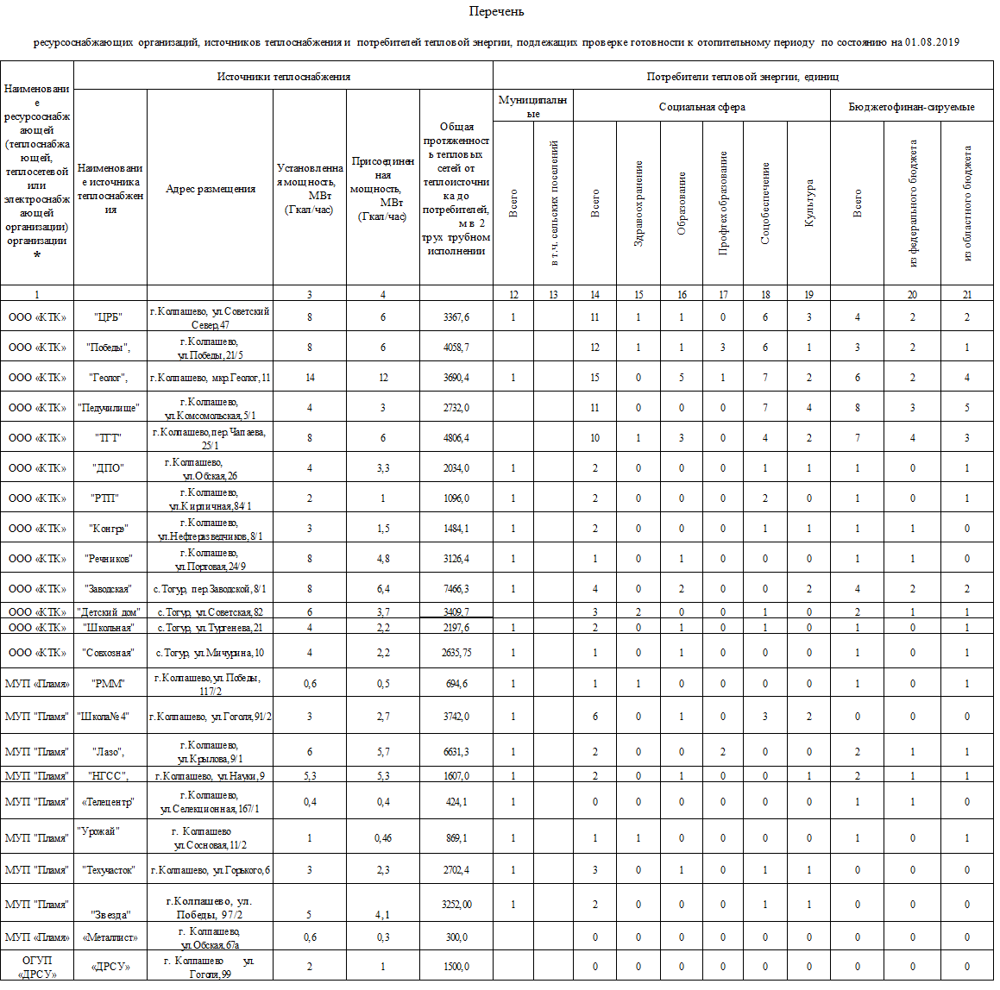 Перечень
ресурсоснабжающих организаций, источников теплоснабжения и потребителей тепловой энергии, подлежащих проверке готовности к отопительному периоду по состоянию на 01.08.2019
Наименовани
е
ресурсоснабж
ающей
(теплоснабжа
ющей,
теплосетевой
или
электроснабж
ающей
организации)
организации
*
Источники теплоснабжения
Наименовани
е источника
теплоснабжен
ия
Адрес размещения
Установленна
я мощность,
МВт
(Гкал/час)
Присоединен
ная
мощность,
МВт
(Гкал/час)
Общая
протяженност
ь тепловых
сетей от
теплоисточни
ка до
потребителей,
м в 2
трух трубном
исполнении
Потребители тепловой энергии, единиц
Муниципальн
ые
Социальная сфера
Бюджетофинан-сируемые
Всего
в т.ч. сельских поселений
Всего
Здравоохранение
Образование
Профтехобразование
Соцобеспечение
Культура
Всего
из федерального бюджета
из областного бюджета
1 3 4 12 13 14 15 16 17 18 19 20 21
ООО «КТК» "ЦРБ" г.Колпашево, ул.Советский
Север,47 8 6 3367,6 1 11 1 1 0 6 3 4 2 2
ООО «КТК» "Победы", г.Колпашево,
ул.Победы,21/5 8 6 4058,7 12 1 1 3 6 1 3 2 1
ООО «КТК» "Геолог", г.Колпашево, мкр.Геолог,11 14 12 3690,4 1 15 0 5 1 7 2 6 2 4
ООО «КТК» "Педучилище" г.Колпашево,
ул.Комсомольская,5/1 4 3 2732,0 11 0 0 0 7 4 8 3 5
ООО «КТК» "ТГТ" г.Колпашево,пер.Чапаева,
25/1 8 6 4806,4 10 1 3 0 4 2 7 4 3
ООО «КТК» "ДПО" г.Колпашево,
ул.Обская,26 4 3,3 2034,0 1 2 0 0 0 1 1 1 0 1
ООО «КТК» "РТП" г.Колпашево,
ул.Кирпичная,84/1 2 1 1096,0 1 2 0 0 0 2 0 1 0 1
ООО «КТК» "Конгрэ" г.Колпашево,
ул.Нефтеразведчиков,8/1 3 1,5 1484,1 1 2 0 0 0 1 1 1 1 0
ООО «КТК» "Речников" г.Колпашево,
ул.Портовая,24/9 8 4,8 3126,4 1 1 0 1 0 0 0 1 1 0
ООО «КТК» "Заводская" с.Тогур, пер.Заводской,8/1 8 6,4 7466,3 1 4 0 2 0 0 2 4 2 2
ООО «КТК» "Детский дом" с.Тогур, ул.Советская,82 6 3,7 3409,7 3 2 0 0 1 0 2 1 1
ООО «КТК» "Школьная" с.Тогур, ул.Тургенева,21 4 2,2 2197,6 1 2 0 1 0 1 0 1 0 1
ООО «КТК» "Совхозная" с.Тогур, ул.Мичурина,10 4 2,2 2635,75 1 1 0 1 0 0 0 1 0 1
МУП «Пламя» "РММ" г.Колпашево,ул.Победы,
117/2 0,6 0,5 694,6 1 1 1 0 0 0 0 1 0 1
МУП "Пламя" "Школа№4" г.Колпашево, ул.Гоголя,91/2 3 2,7 3742,0 1 6 0 1 0 3 2 0 0 0
МУП "Пламя" "Лазо", г.Колпашево,
ул.Крылова,9/1 6 5,7 6631,3 1 2 0 0 2 0 0 2 1 1
МУП "Пламя" "НГСС", г.Колпашево, ул.Науки,9 5,3 5,3 1607,0 1 2 0 1 0 0 1 2 1 1
МУП "Пламя" «Телецентр" г.Колпашево,
ул.Селекционная,167/1 0,4 0,4 424,1 1 0 0 0 0 0 0 1 1 0
МУП "Пламя" "Урожай" г. Колпашево
ул.Сосновая,11/2 1 0,46 869,1 1 1 1 0 0 0 0 1 0 1
МУП "Пламя" "Техучасток" г.Колпашево, ул.Горького,6 3 2,3 2702,4 1 3 0 1 0 1 1 0 0 0
МУП "Пламя" "Звезда" г.Колпашево, ул.
Победы, 97/2 5 4,1 3252,00 1 2 0 0 0 1 1 0 0 0
МУП «Пламя» «Металлист» г. Колпашево,
ул.Обская,67а 0,6 0,3 300,0 0 0 0 0 0 0 0 0 0
ОГУП
«ДРСУ» «ДРСУ» г. Колпашево ул.
Гоголя,99 2 1 1500,0 0 0 0 0 0 0 0 0 0